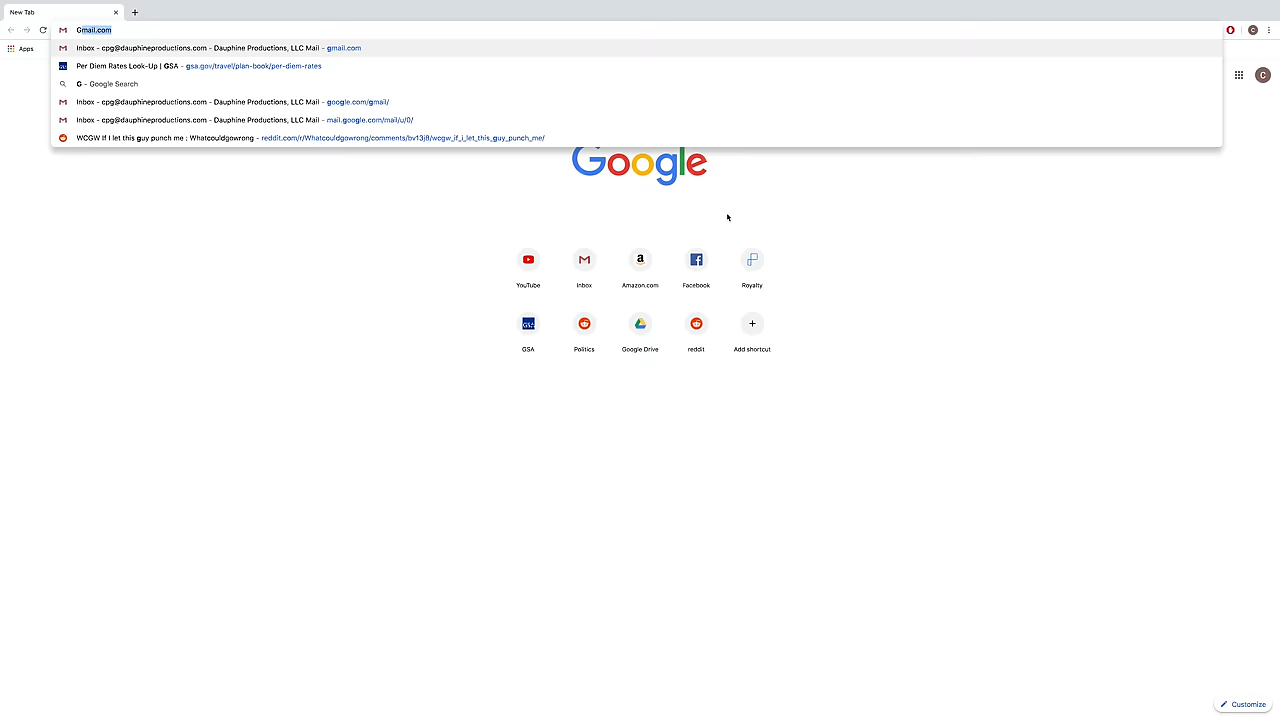 New Tab
Gmail.com
Inbox - cpg@dauphineproductions.com - Dauphine Productions, LLC Mail - gmail.com
Per Diem Rates Look-Up | GSA - gsa.gov/travel/plan-book/per-diem-rates
G - Google Search
Inbox - cpg@dauphineproductions.com - Dauphine Productions, LLC Mail - google.com/gmail/
Inbox - cpg@dauphineproductions.com - Dauphine Productions, LLC Mail - mail.google.com/mail/u/0/
WCGW If I let this guy punch me : Whatcouldgowrong - reddit.com/r/Whatcouldgowrong/comments/bv13j8/wcgw_if_i_let_this_guy_punch_me/
Apps
C
C
Google
a
YouTube
Inbox
Amazon.com
Facebook
Royalty
GSA
GSA
Politics
Google Drive
reddit
Add shortcut
Customize